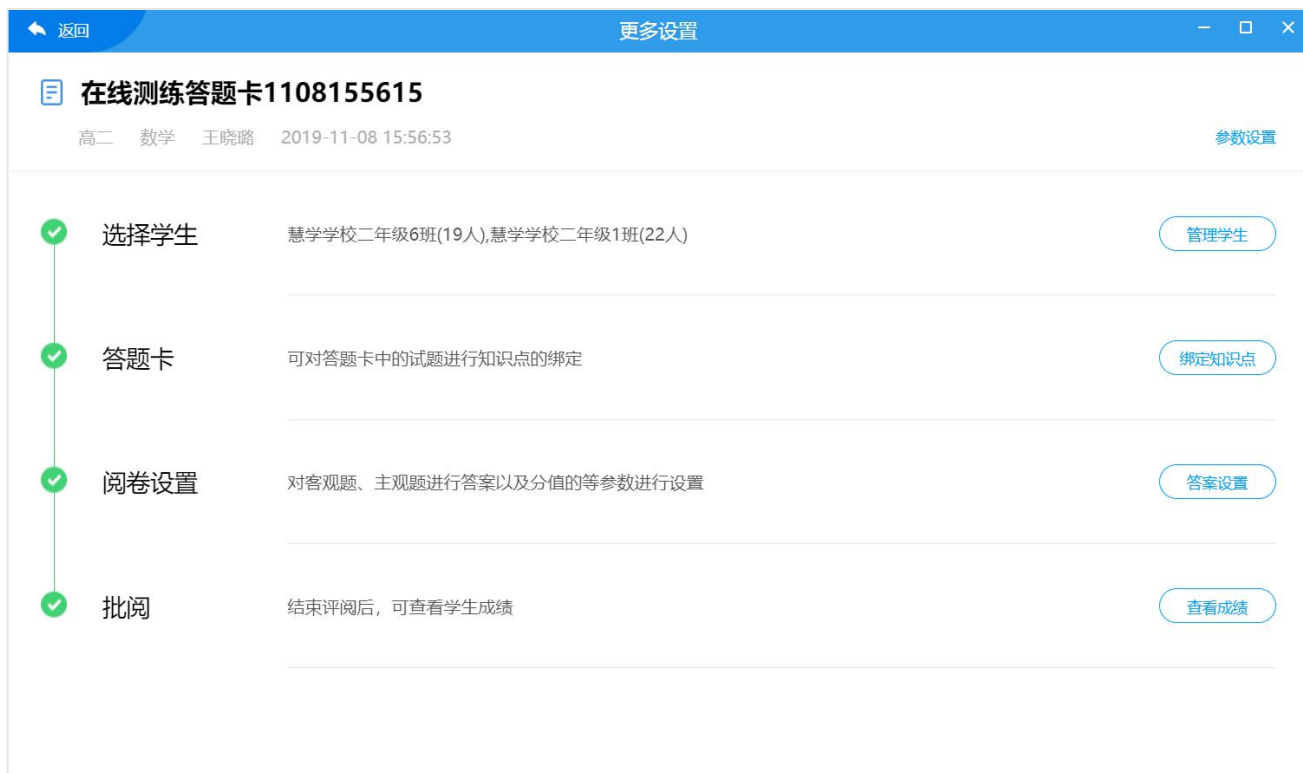 返回 更多设置
在线测练答题卡1108155615
高二 数学 王晓璐 2019-11-08 15:56:53 参数设置
选择学生 慧学学校二年级6班(19人),慧学学校二年级1班(22人) 管理学生
答题卡 可对答题卡中的试题进行知识点的绑定 绑定知识点
阅卷设置 对客观题、主观题进行答案以及分值的等参数进行设置 答案设置
批阅 结束评阅后，可查看学生成绩 查看成绩